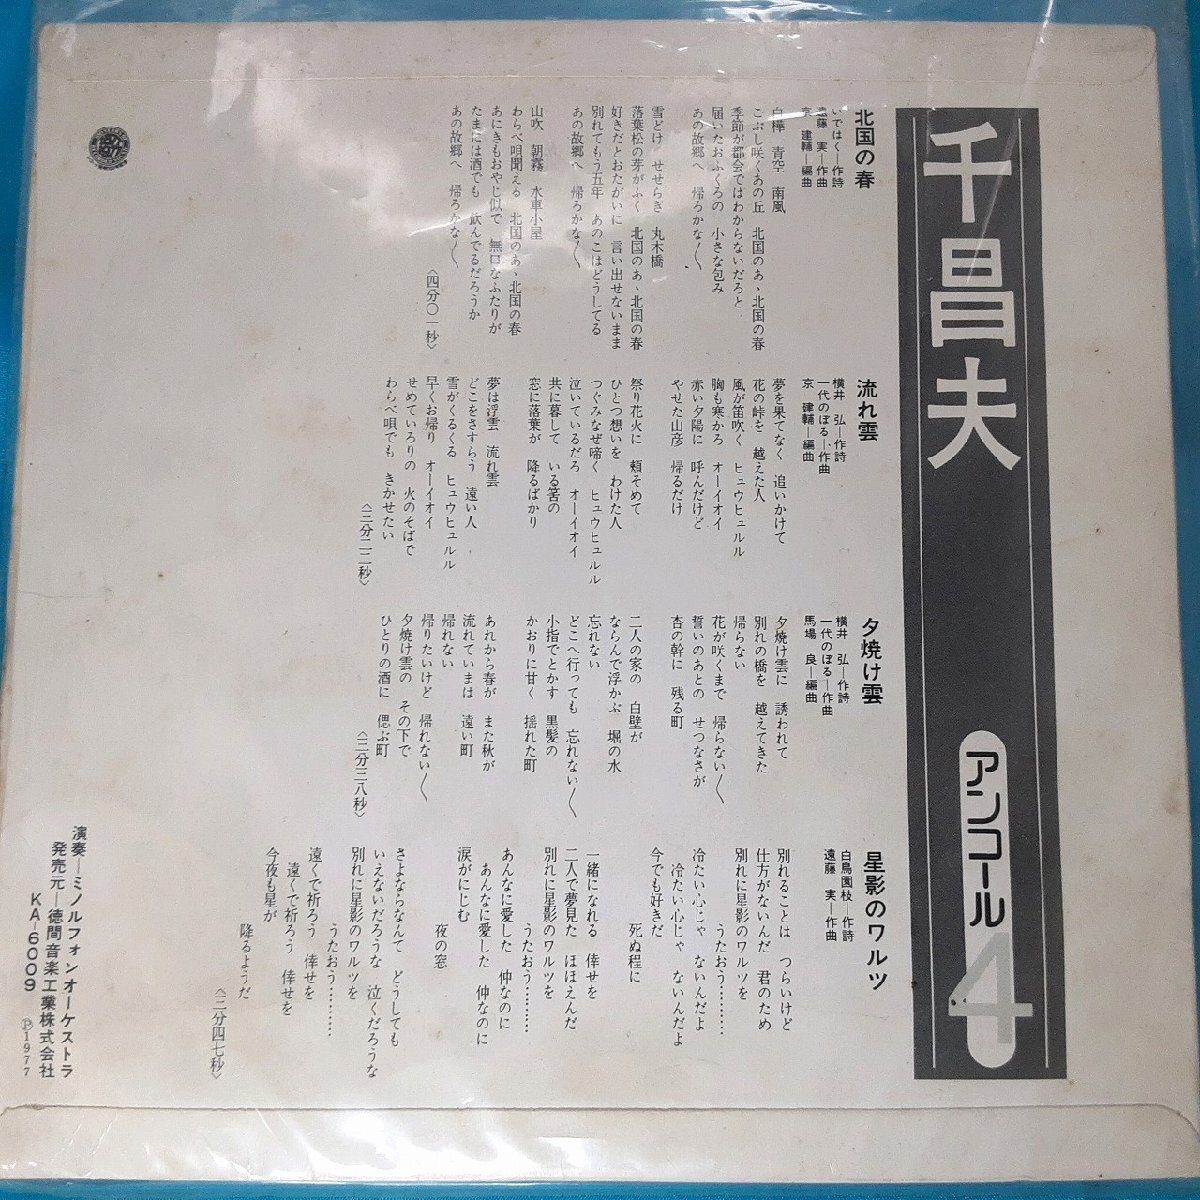 千昌夫
アンコール4
北国の春
いではく—作詩
遠藤 実—作曲
京 建輔—編曲
白樺 青空 南風
こぶし咲くあの丘 北国のあゝ北国の春
季節が都会ではわからないだろと
届いたおふくろの 小さな包み
あの故郷へ 帰ろかな〱
雪どけ せせらぎ 丸木橋
落葉松の芽がふく 北国のあゝ北国の春
好きだとおたがいに 言い出せないまま
別れてもう五年 あのこはどうしてる
あの故郷へ 帰ろかな〱
山吹 朝霧 水車小屋
わらべ唄聞える 北国のあゝ北国の春
あにきもおやじ似で 無口なふたりが
たまには酒でも 飲んでるだろうか
あの故郷へ 帰ろかな〱
〈四分〇一秒〉
流れ雲
横井 弘—作詩
一代のぼる—作曲
京 建輔—編曲
夢を果てなく 追いかけて
花の峠を 越えた人
風が笛吹く ヒュウヒュルル
胸も寒かろ オーイオイ
赤い夕陽に 呼んだけど
やせた山彦 帰るだけ
祭り花火に 頬そめて
ひとつ想いを わけた人
つぐみなぜ啼く ヒュウヒュルル
泣いているだろ オーイオイ
共に暮して いる筈の
窓に落葉が 降るばかり
夢は浮雲 流れ雲
どこをさすらう 遠い人
雪がくるくる ヒュウヒュルル
早くお帰り オーイオイ
せめていろりの 火のそばで
わらべ唄でも きかせたい
〈三分二二秒〉
夕焼け雲
横井 弘—作詩
一代のぼる—作曲
馬場 良—編曲
夕焼け雲に 誘われて
別れの橋を 越えてきた
帰らない
花が咲くまで 帰らない〱
誓いのあとの せつなさが
杏の幹に 残る町
二人の家の 白壁が
ならんで浮かぶ 堀の水
忘れない
どこへ行っても 忘れない〱
小指でとかす 黒髪の
かおりに甘く 揺れた町
あれから春が また秋が
流れていまは 遠い町
帰れない
帰りたいけど 帰れない〱
夕焼け雲の その下で
ひとりの酒に 偲ぶ町
〈三分三八秒〉
星影のワルツ
白鳥園枝—作詩
遠藤 実—作曲
別れることは つらいけど
仕方がないんだ 君のため
別れに星影のワルツを
うたおう………
冷たい心じゃ ないんだよ
冷たい心じゃ ないんだよ
今でも好きだ
死ぬ程に
一緒になれる 倖せを
二人で夢見た ほほえんだ
別れに星影のワルツを
うたおう………
あんなに愛した 仲なのに
あんなに愛した 仲なのに
涙がにじむ
夜の窓
さよならなんて どうしても
いえないだろうな 泣くだろうな
別れに星影のワルツを
うたおう………
遠くで祈ろう 倖せを
遠くで祈ろう 倖せを
今夜も星が
降るようだ
〈二分四七秒〉
演奏—ミノルフォンオーケストラ
発売元—徳間音楽工業株式会社
KA-6009 Ⓟ1977